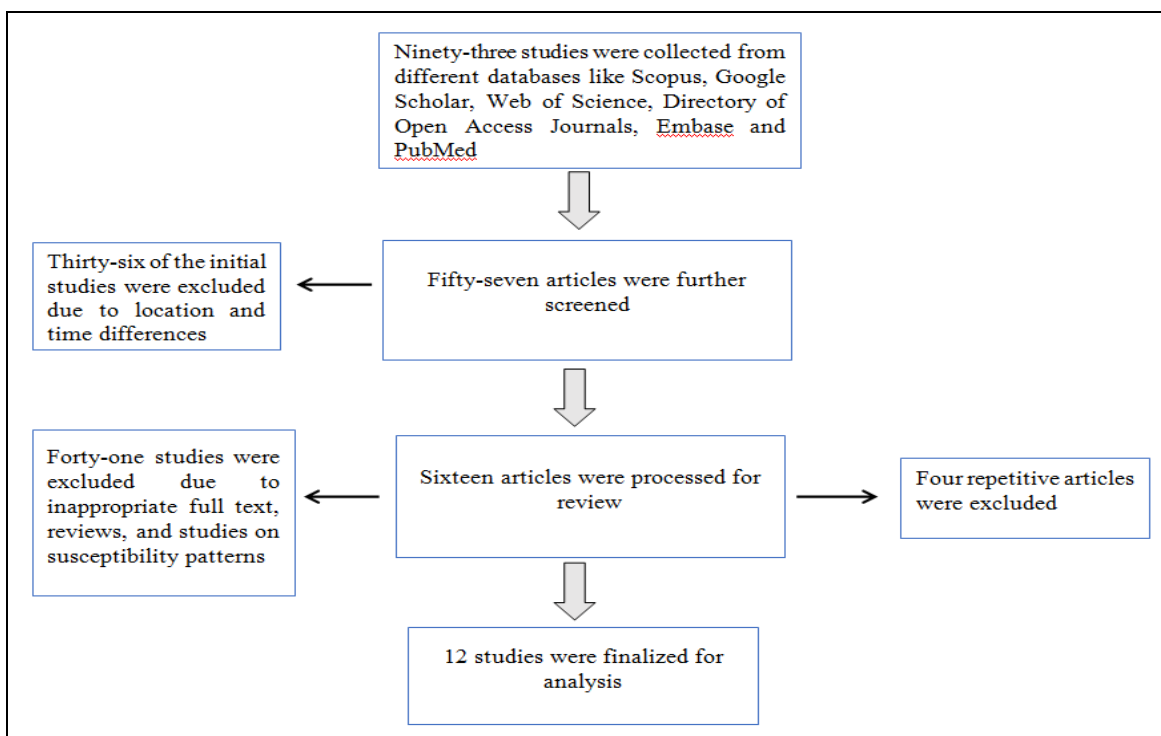 Ninety-three studies were collected from
different databases like Scopus, Google
Scholar, Web of Science, Directory of
Open Access Journals, Embase and
PubMed
Thirty-six of the initial
studies were excluded
due to location and
time differences
Fifty-seven articles were further
screened
Forty-one studies were
excluded due to
inappropriate full text,
reviews, and studies on
susceptibility patterns
Sixteen articles were processed for
review
Four repetitive articles
were excluded
12 studies were finalized for
analysis